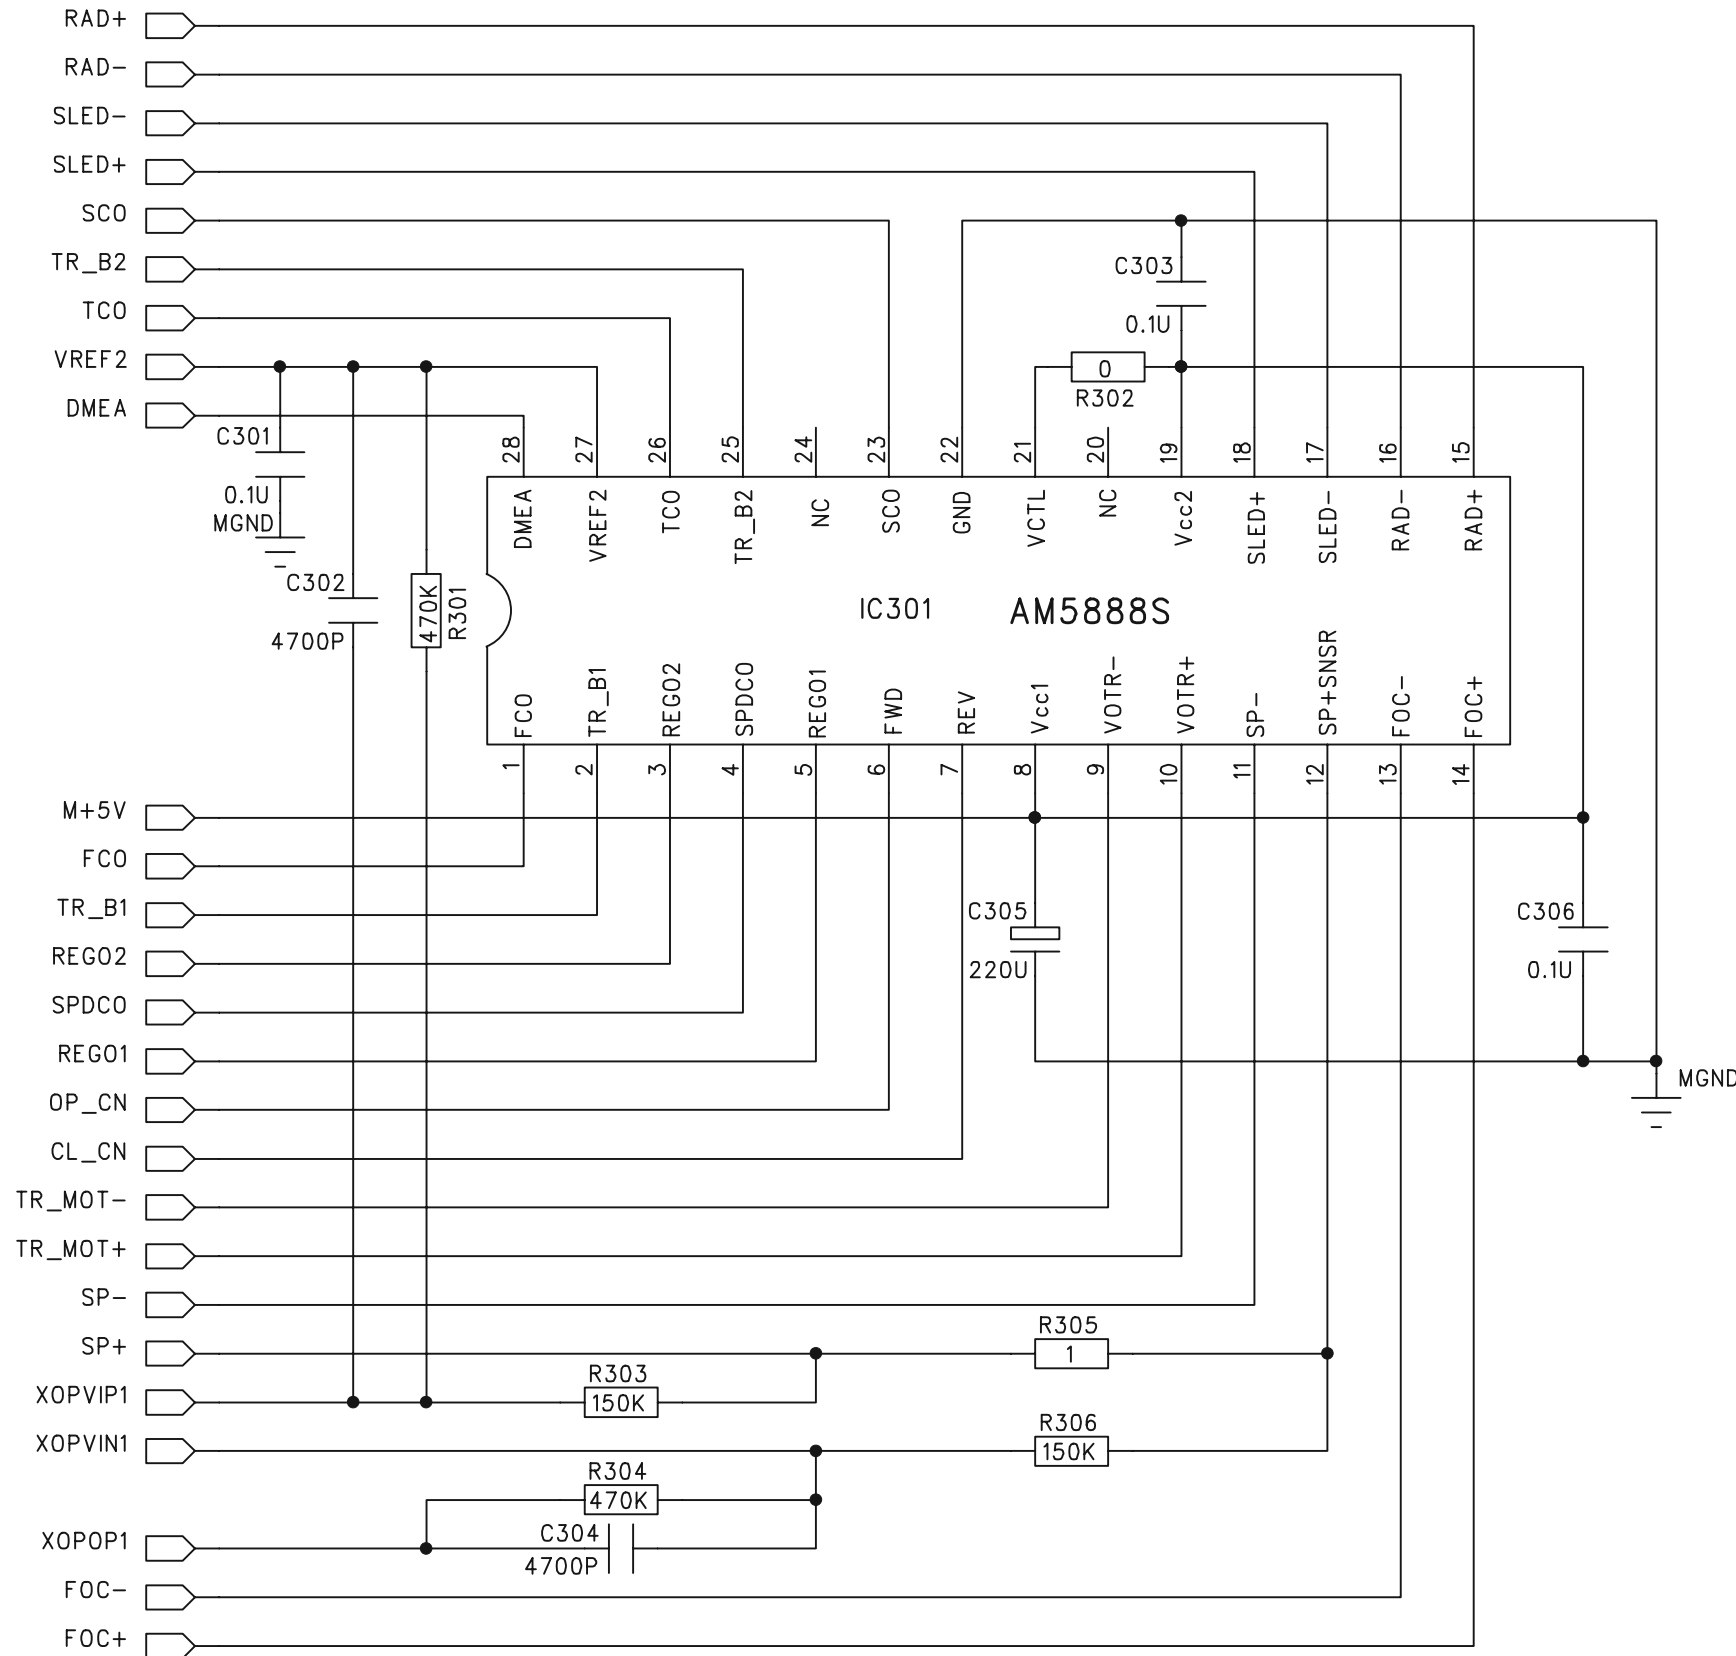 RAD+
RAD-
SLED-
SLED+
SCO
TR_B2
TCO
VREF2
DMEA
C303
0.1U
0
R302
C301
0.1U
MGND
C302
4700P
470K
R301
28
27
26
25
24
23
22
21
20
19
18
17
16
15
DMEA
VREF2
TCO
TR_B2
NC
SCO
GND
VCTL
NC
Vcc2
SLED+
SLED-
RAD-
RAD+
IC301
AM5888S
FCO
TR_B1
REGO2
SPDCO
REGO1
FWD
REV
Vcc1
VOTR-
VOTR+
SP-
SP+SNSR
FOC-
FOC+
1
2
3
4
5
6
7
8
9
10
11
12
13
14
M+5V
FCO
TR_B1
REGO2
SPDCO
REGO1
OP_CN
CL_CN
TR_MOT-
TR_MOT+
SP-
SP+
XOPVIP1
XOPVIN1
XOPOP1
FOC-
FOC+
C305
220U
C306
0.1U
MGND
R305
1
R303
150K
R306
150K
R304
470K
C304
4700P